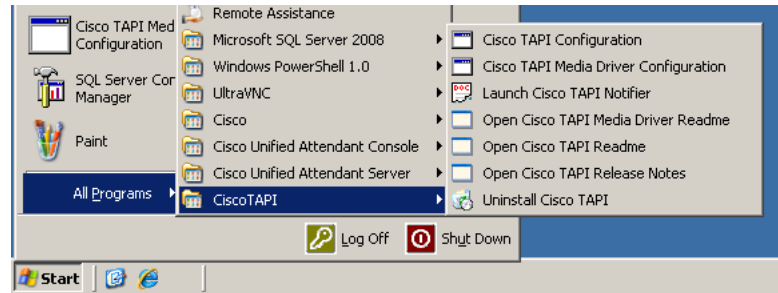 Cisco TAPI Med
Configuration
SQL Server Cor
Manager
Paint
All Programs
Remote Assistance
Microsoft SQL Server 2008
Windows PowerShell 1.0
UltraVNC
Cisco
Cisco Unified Attendant Console
Cisco Unified Attendant Server
CiscoTAPI
Cisco TAPI Configuration
Cisco TAPI Media Driver Configuration
DOC
Launch Cisco TAPI Notifier
Open Cisco TAPI Media Driver Readme
Open Cisco TAPI Readme
Open Cisco TAPI Release Notes
Uninstall Cisco TAPI
Log Off
Shut Down
Start